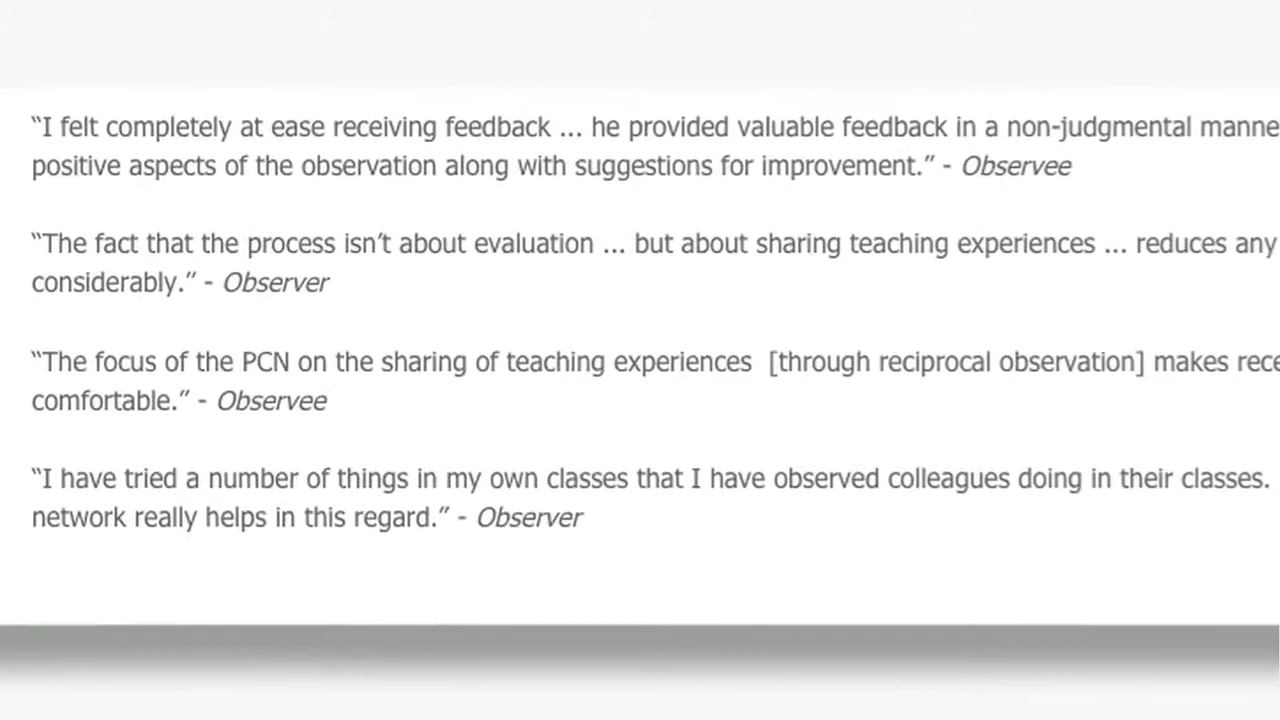 “I felt completely at ease receiving feedback ... he provided valuable feedback in a non-judgmental
positive aspects of the observation along with suggestions for improvement.” - Observee
“The fact that the process isn’t about evaluation ... but about sharing teaching experiences ... reduces any
considerably.” - Observer
“The focus of the PCN on the sharing of teaching experiences [through reciprocal observation] makes
comfortable.” - Observee
“I have tried a number of things in my own classes that I have observed colleagues doing in their classes.
network really helps in this regard.” - Observer